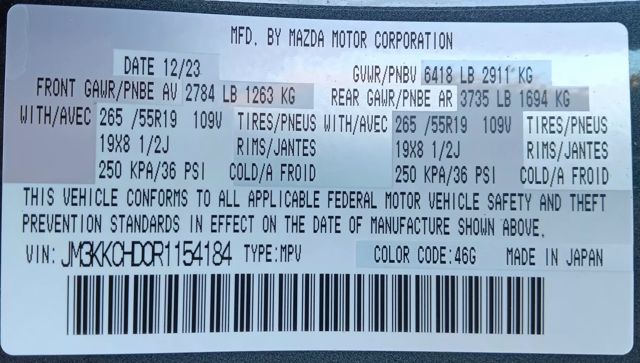 MFD. BY MAZDA MOTOR CORPORATION
DATE 12/23 GVWR/PNBV 6418 LB 2911 KG
FRONT GAWR/PNBE AV 2784 LB 1263 KG REAR GAWR/PNBE AR 3735 LB 1694 KG
WITH/AVEC 265 /55R19 109V TIRES/PNEUS WITH/AVEC 265 /55R19 109V TIRES/PNEUS
19X8 1/2J RIMS/JANTES 19X8 1/2J RIMS/JANTES
250 KPA/36 PSI COLD/A FROID 250 KPA/36 PSI COLD/A FROID
THIS VEHICLE CONFORMS TO ALL APPLICABLE FEDERAL MOTOR VEHICLE SAFETY AND THEFT
PREVENTION STANDARDS IN EFFECT ON THE DATE OF MANUFACTURE SHOWN ABOVE.
VIN: JM3KKCHD0R1154184 TYPE: MPV COLOR CODE: 46G MADE IN JAPAN